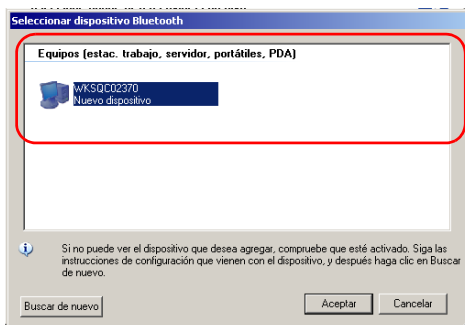 Seleccionar dispositivo Bluetooth
Equipos (estac. trabajo, servidor, portátiles, PDA)
WKSQC02370
Nuevo dispositivo
Si no puede ver el dispositivo que desea agregar, compruebe que esté activado. Siga las
instrucciones de configuración que vienen con el dispositivo, y después haga clic en Buscar
de nuevo.
Buscar de nuevo
Aceptar
Cancelar